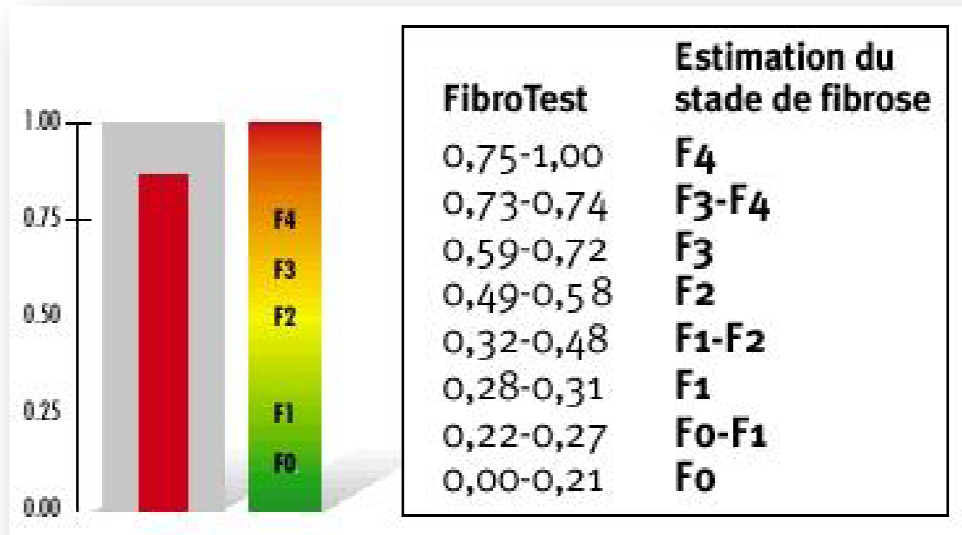 1.00
0.75
0.50
0.25
0.00
F4
F3
F2
F1
F0
Estimation du
FibroTest stade de fibrose
0,75-1,00 F4
0,73-0,74 F3-F4
0,59-0,72 F3
0,49-0,58 F2
0,32-0,48 F1-F2
0,28-0,31 F1
0,22-0,27 F0-F1
0,00-0,21 F0